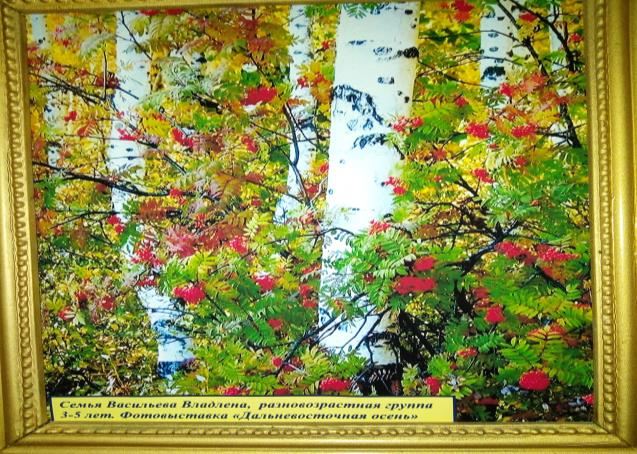 Семья Васильева Владлена, разновозрастная группа
3-5 лет. Фотовыставка «Дальневосточная осень»